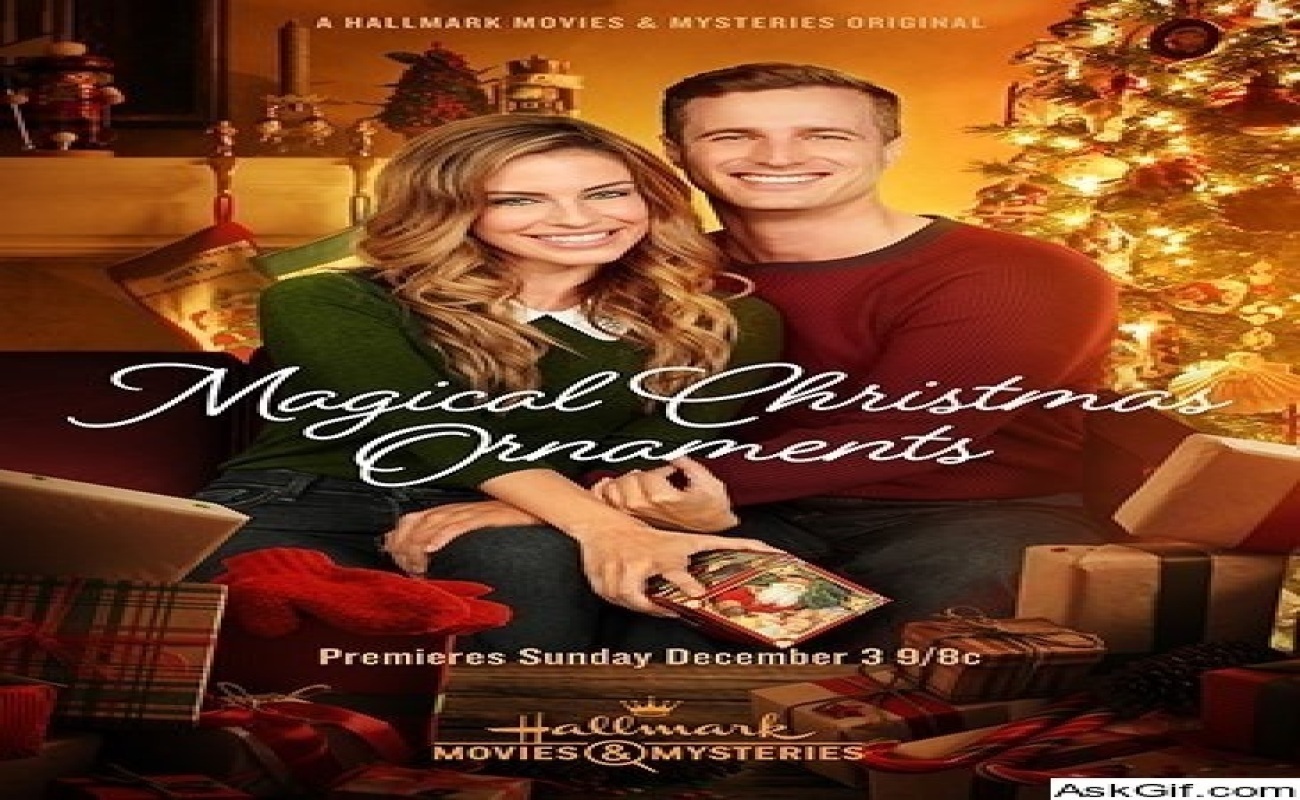 A HALLMARK MOVIES & MYSTERIES ORIGINAL
Magical Christmas
Ornaments
Premieres Sunday December 3 9/8c
Hallmark
MOVIES & MYSTERIES
AskGif.com